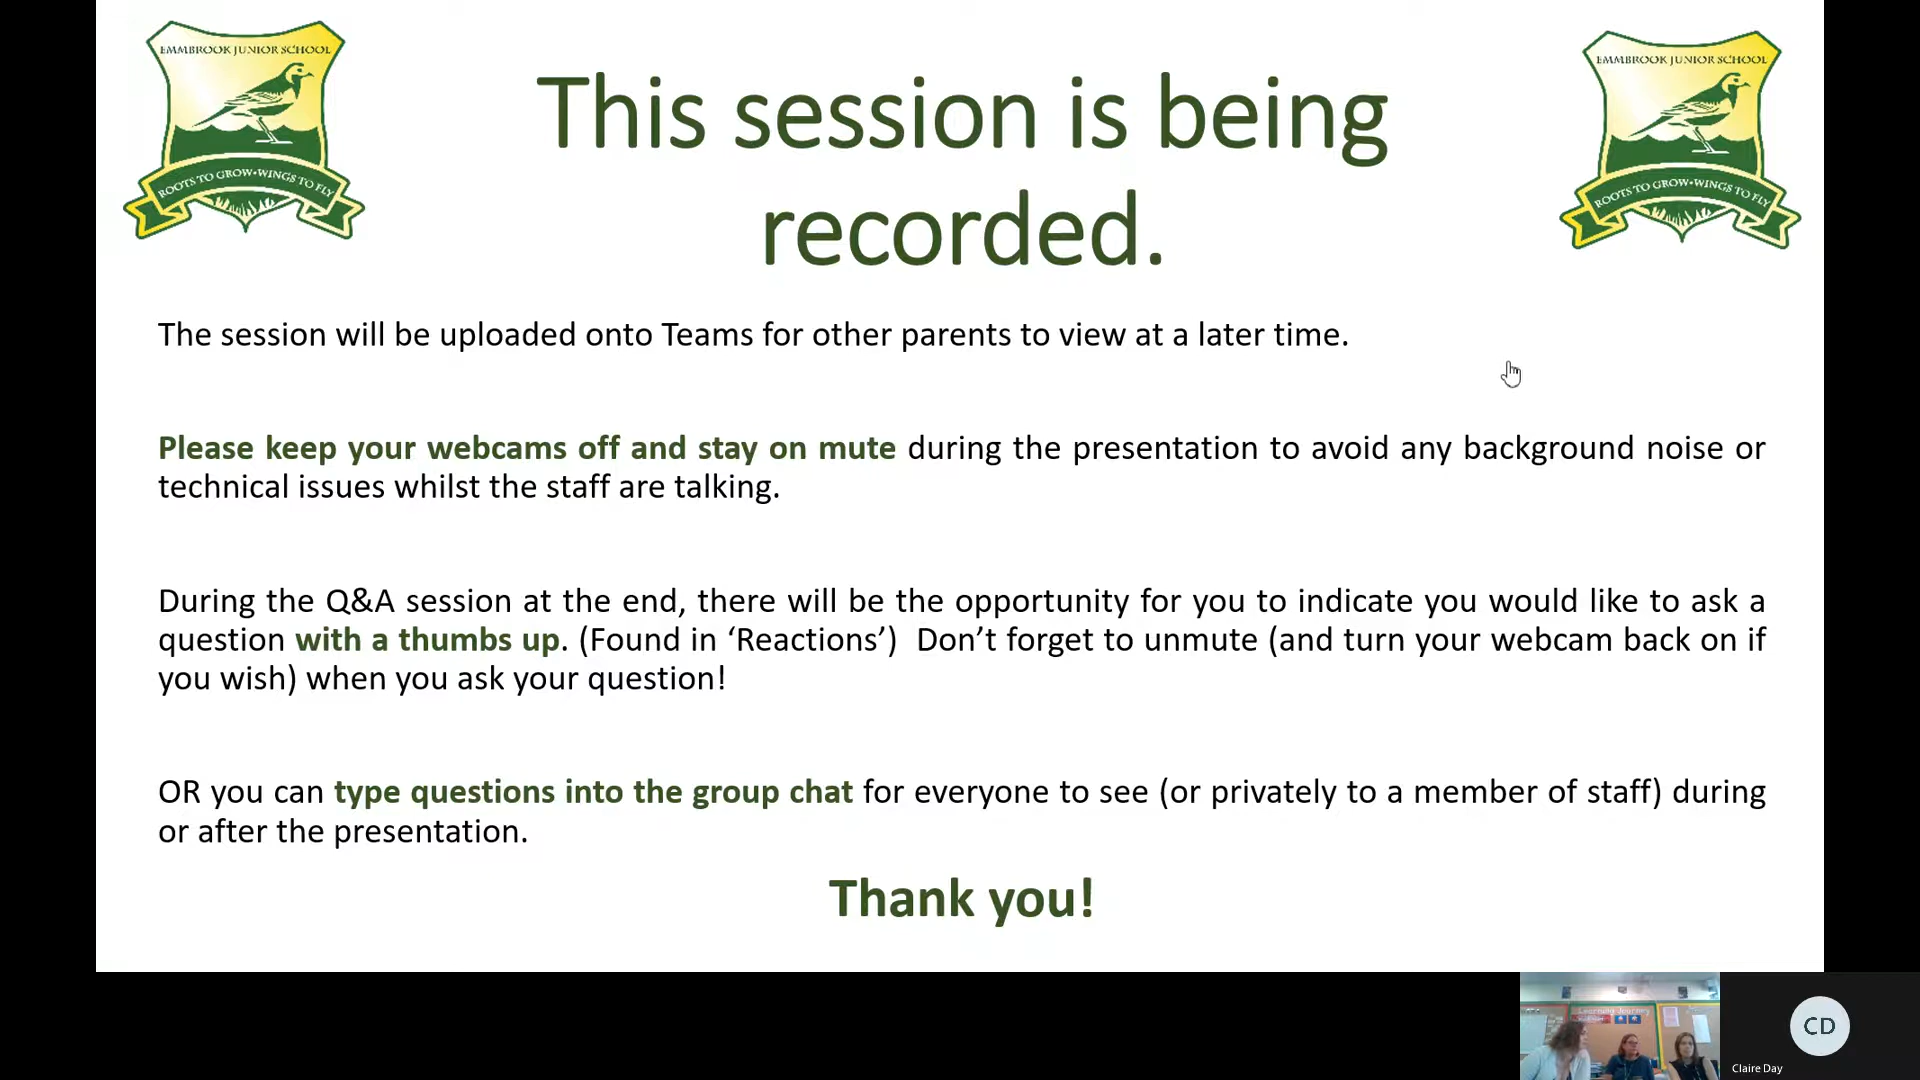 EMMBROOK JUNIOR SCHOOL
ROOTS TO GROW•WINGS TO FLY
EMMBROOK JUNIOR SCHOOL
ROOTS TO GROW•WINGS TO FLY
This session is being
recorded.
The session will be uploaded onto Teams for other parents to view at a later time.
Please keep your webcams off and stay on mute during the presentation to avoid any background noise or
technical issues whilst the staff are talking.
During the Q&A session at the end, there will be the opportunity for you to indicate you would like to ask a
question with a thumbs up. (Found in ‘Reactions’)  Don’t forget to unmute (and turn your webcam back on if
you wish) when you ask your question!
OR you can type questions into the group chat for everyone to see (or privately to a member of staff) during
or after the presentation.
Thank you!
Learning Journey
CD
Claire Day